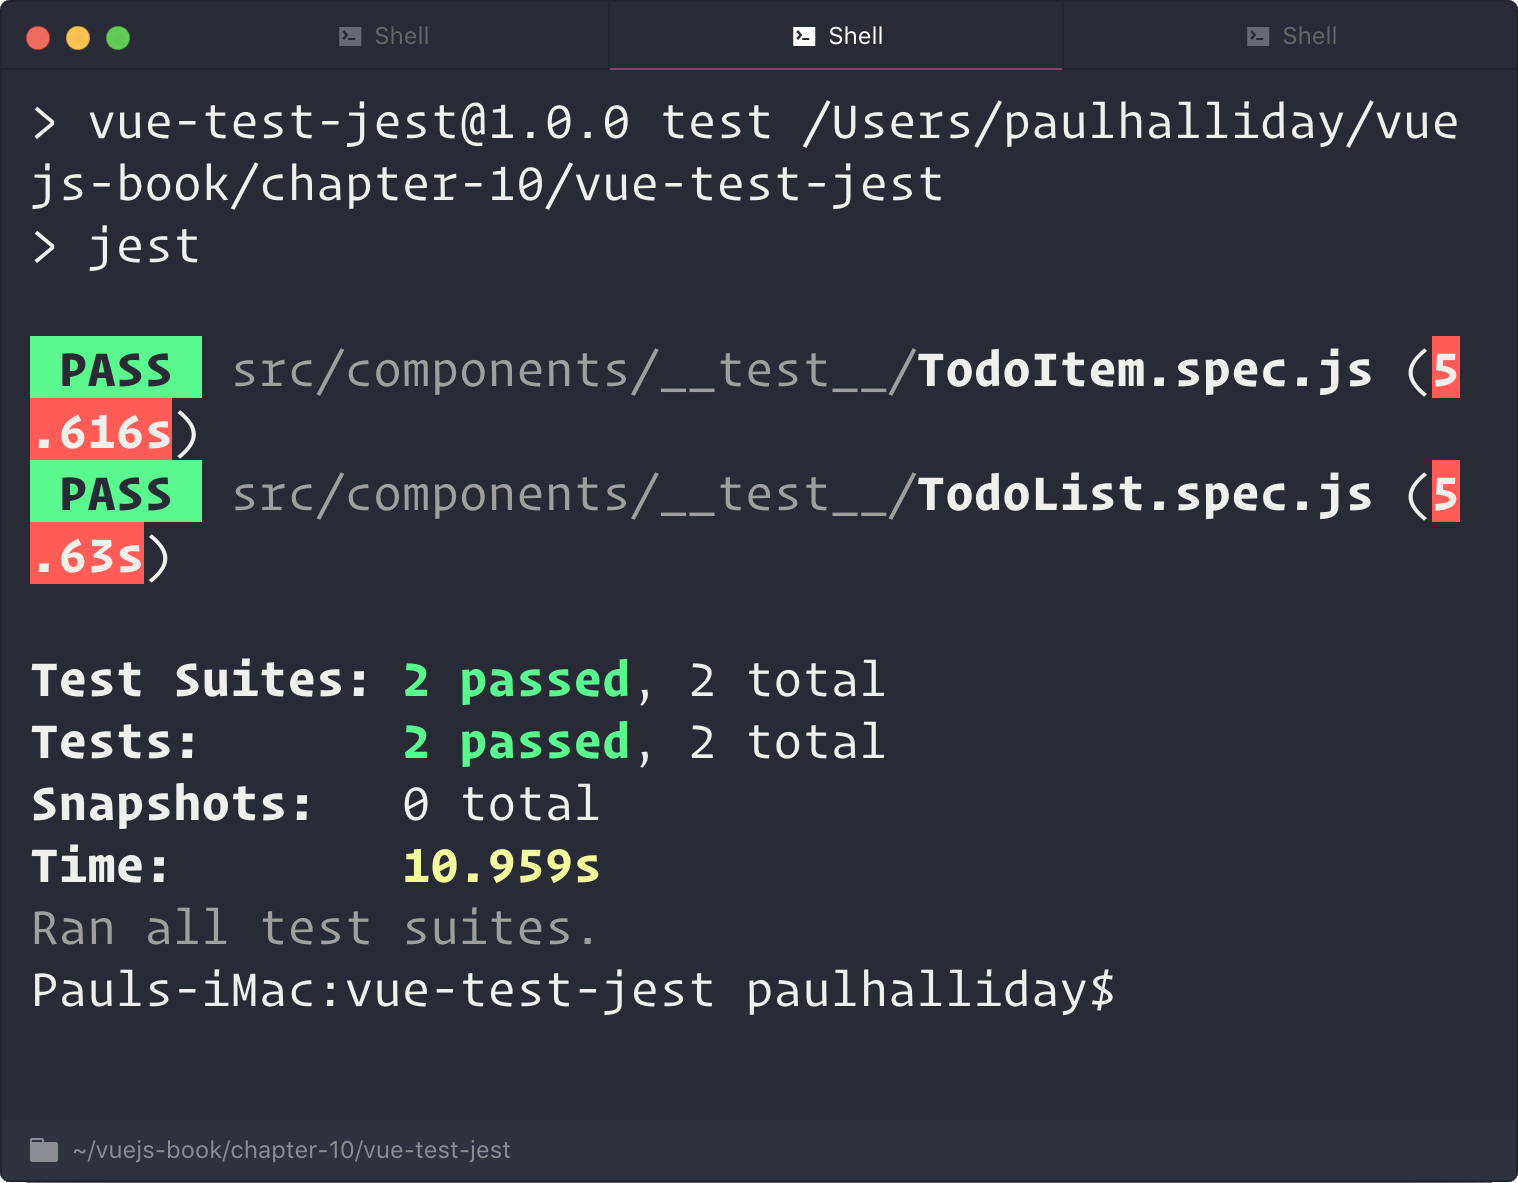 Shell
Shell
Shell
> vue-test-jest@1.0.0 test /Users/paulhalliday/vue
js-book/chapter-10/vue-test-jest
> jest
PASS src/components/__test__/TodoItem.spec.js (5
.616s)
PASS src/components/__test__/TodoList.spec.js (5
.63s)
Test Suites: 2 passed, 2 total
Tests: 2 passed, 2 total
Snapshots: 0 total
Time: 10.959s
Ran all test suites.
Pauls-iMac:vue-test-jest paulhalliday$
~/vuejs-book/chapter-10/vue-test-jest